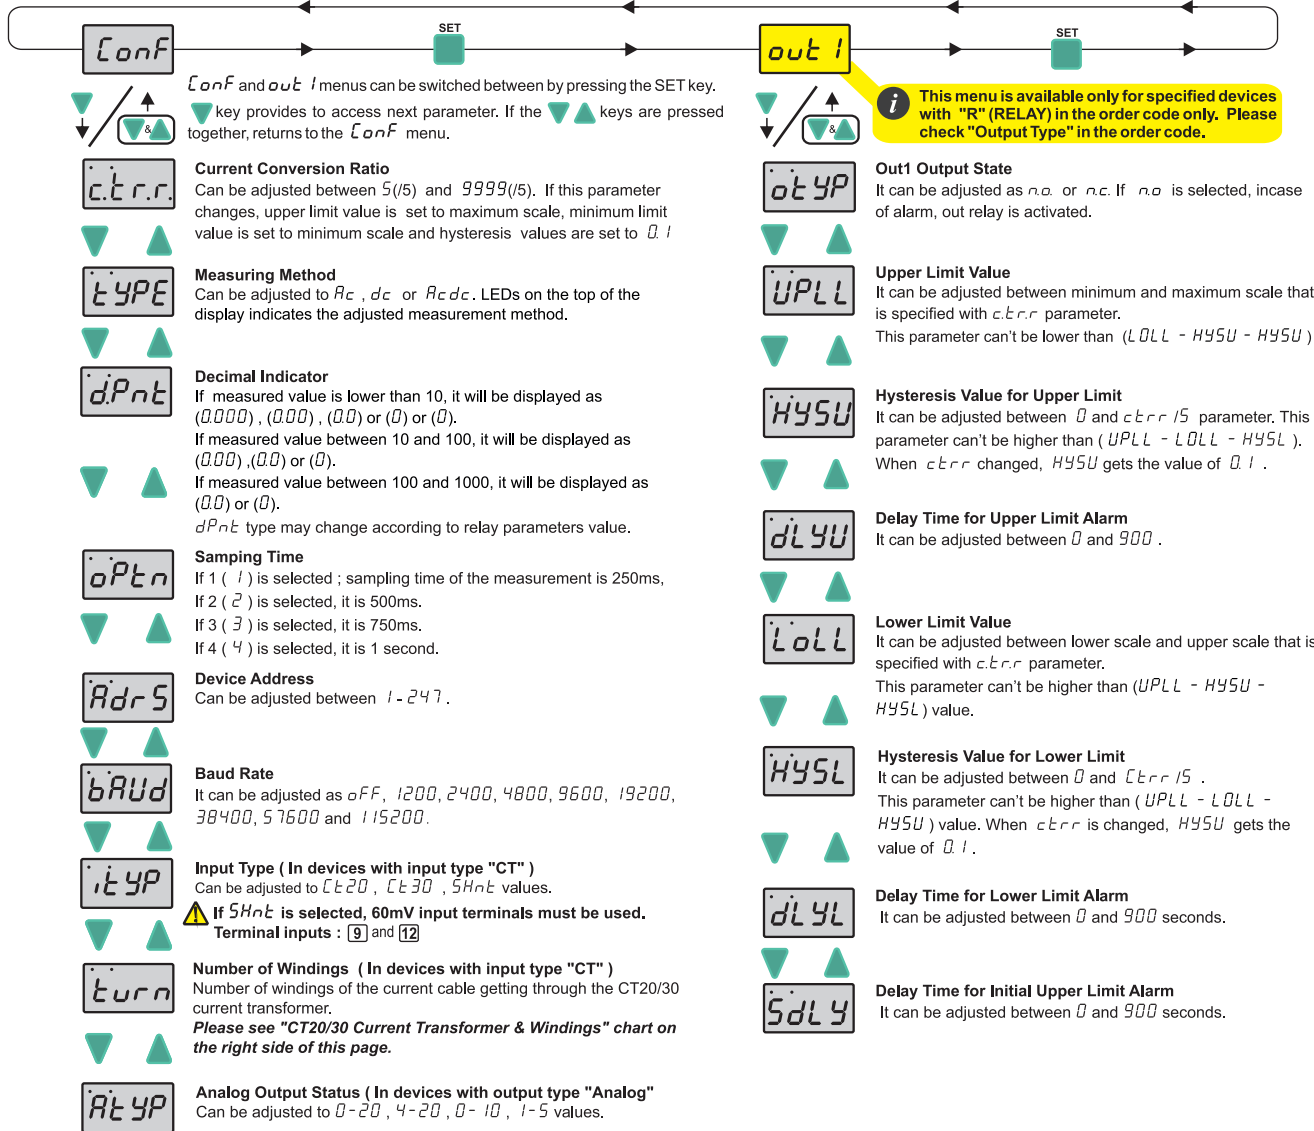 SET
SET
ConF
out 1
ConF and out 1 menus can be switched between by pressing the SET key.
key provides to access next parameter. If the keys are pressed
together, returns to the ConF menu.
&
This menu is available only for specified devices
with "R" (RELAY) in the order code only. Please
check "Output Type" in the order code.
&
i
c.t r.r.
Current Conversion Ratio
Can be adjusted between 5(/5) and 9999(/5). If this parameter
changes, upper limit value is set to maximum scale, minimum limit
value is set to minimum scale and hysteresis values are set to 0.1
tYPE
Measuring Method
Can be adjusted to Ac , dc or Acdc. LEDs on the top of the
display indicates the adjusted measurement method.
d.Pnt
Decimal Indicator
If measured value is lower than 10, it will be displayed as
(0.000) , (0.00) , (0.0) or (0) or (0).
If measured value between 10 and 100, it will be displayed as
(0.00) ,(0.0) or (0).
If measured value between 100 and 1000, it will be displayed as
(0.0) or (0).
dPnt type may change according to relay parameters value.
oPtn
Samping Time
If 1 ( 1 ) is selected ; sampling time of the measurement is 250ms,
If 2 ( 2 ) is selected, it is 500ms.
If 3 ( 3 ) is selected, it is 750ms.
If 4 ( 4 ) is selected, it is 1 second.
AdrS
Device Address
Can be adjusted between 1-247 .
bAUd
Baud Rate
It can be adjusted as oFF, 1200, 2400, 4800, 9600, 19200,
38400, 57600 and 115200.
itYP
Input Type ( In devices with input type "CT" )
Can be adjusted to Ct20 , Ct30 , SHnt values.
If SHnt is selected, 60mV input terminals must be used.
Terminal inputs : 9 and 12
turn
Number of Windings ( In devices with input type "CT" )
Number of windings of the current cable getting through the CT20/30
current transformer.
Please see "CT20/30 Current Transformer & Windings" chart on
the right side of this page.
AtYP
Analog Output Status ( In devices with output type "Analog"
Can be adjusted to 0-20 , 4-20 , 0-10 , 1-5 values.
otYP
Out1 Output State
It can be adjusted as n.o. or n.c. If n.o is selected, incase
of alarm, out relay is activated.
UPLL
Upper Limit Value
It can be adjusted between minimum and maximum scale that
is specified with c.tr.r parameter.
This parameter can't be lower than (LOLL - HYSU - HYSU )
HYSU
Hysteresis Value for Upper Limit
It can be adjusted between 0 and ctrr /5 parameter. This
parameter can't be higher than ( UPLL - LOLL - HYSL ).
When ctrr changed, HYSU gets the value of 0.1 .
dLYU
Delay Time for Upper Limit Alarm
It can be adjusted between 0 and 900 .
LoLL
Lower Limit Value
It can be adjusted between lower scale and upper scale that is
specified with c.tr.r parameter.
This parameter can't be higher than (UPLL - HYSU -
HYSL ) value.
HYSL
Hysteresis Value for Lower Limit
It can be adjusted between 0 and Ctrr /5 .
This parameter can't be higher than ( UPLL - LOLL -
HYSU ) value. When ctrr is changed, HYSU gets the
value of 0.1 .
dLYL
Delay Time for Lower Limit Alarm
It can be adjusted between 0 and 900 seconds.
SdLY
Delay Time for Initial Upper Limit Alarm
It can be adjusted between 0 and 900 seconds.